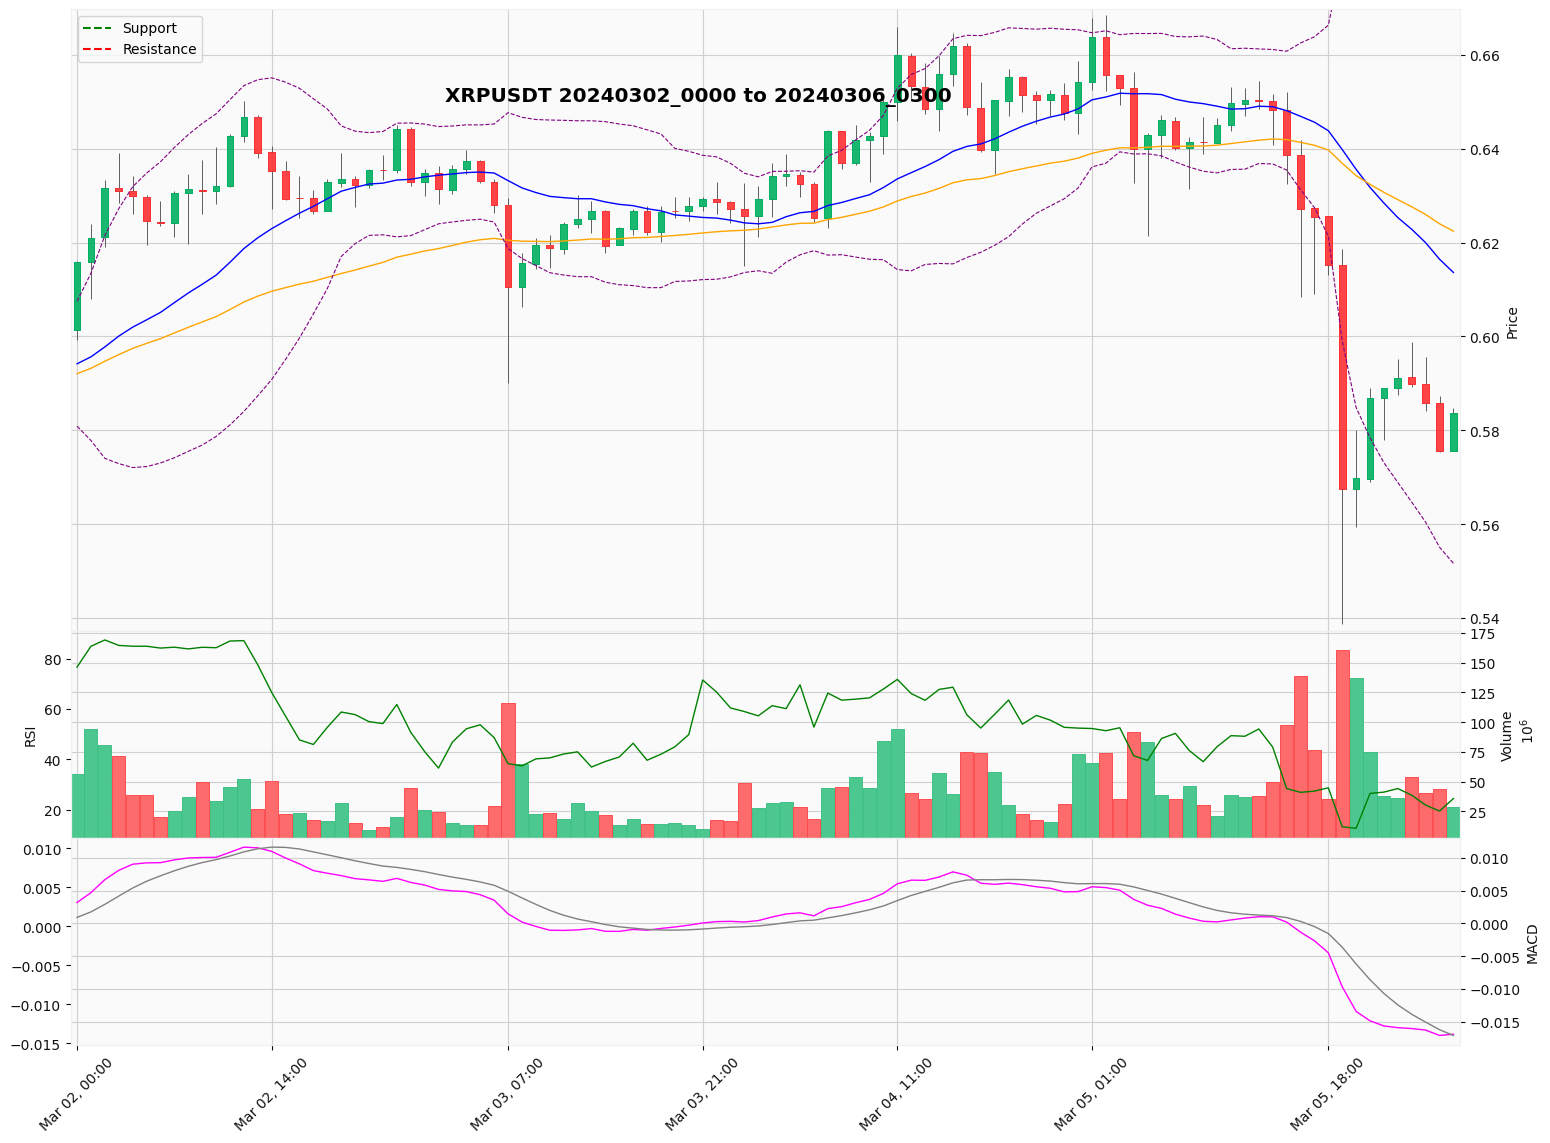 Support
Resistance
XRPUSDT 20240302_0000 to 20240306_0300
0.66
0.64
0.62
0.60
0.58
0.56
0.54
Price
80
60
40
20
RSI
175
150
125
100
75
50
25
Volume
10^6
0.010
0.005
0.000
−0.005
−0.010
−0.015
0.010
0.005
0.000
−0.005
−0.010
−0.015
MACD
Mar 02, 00:00
Mar 02, 14:00
Mar 03, 07:00
Mar 03, 21:00
Mar 04, 11:00
Mar 05, 01:00
Mar 05, 18:00